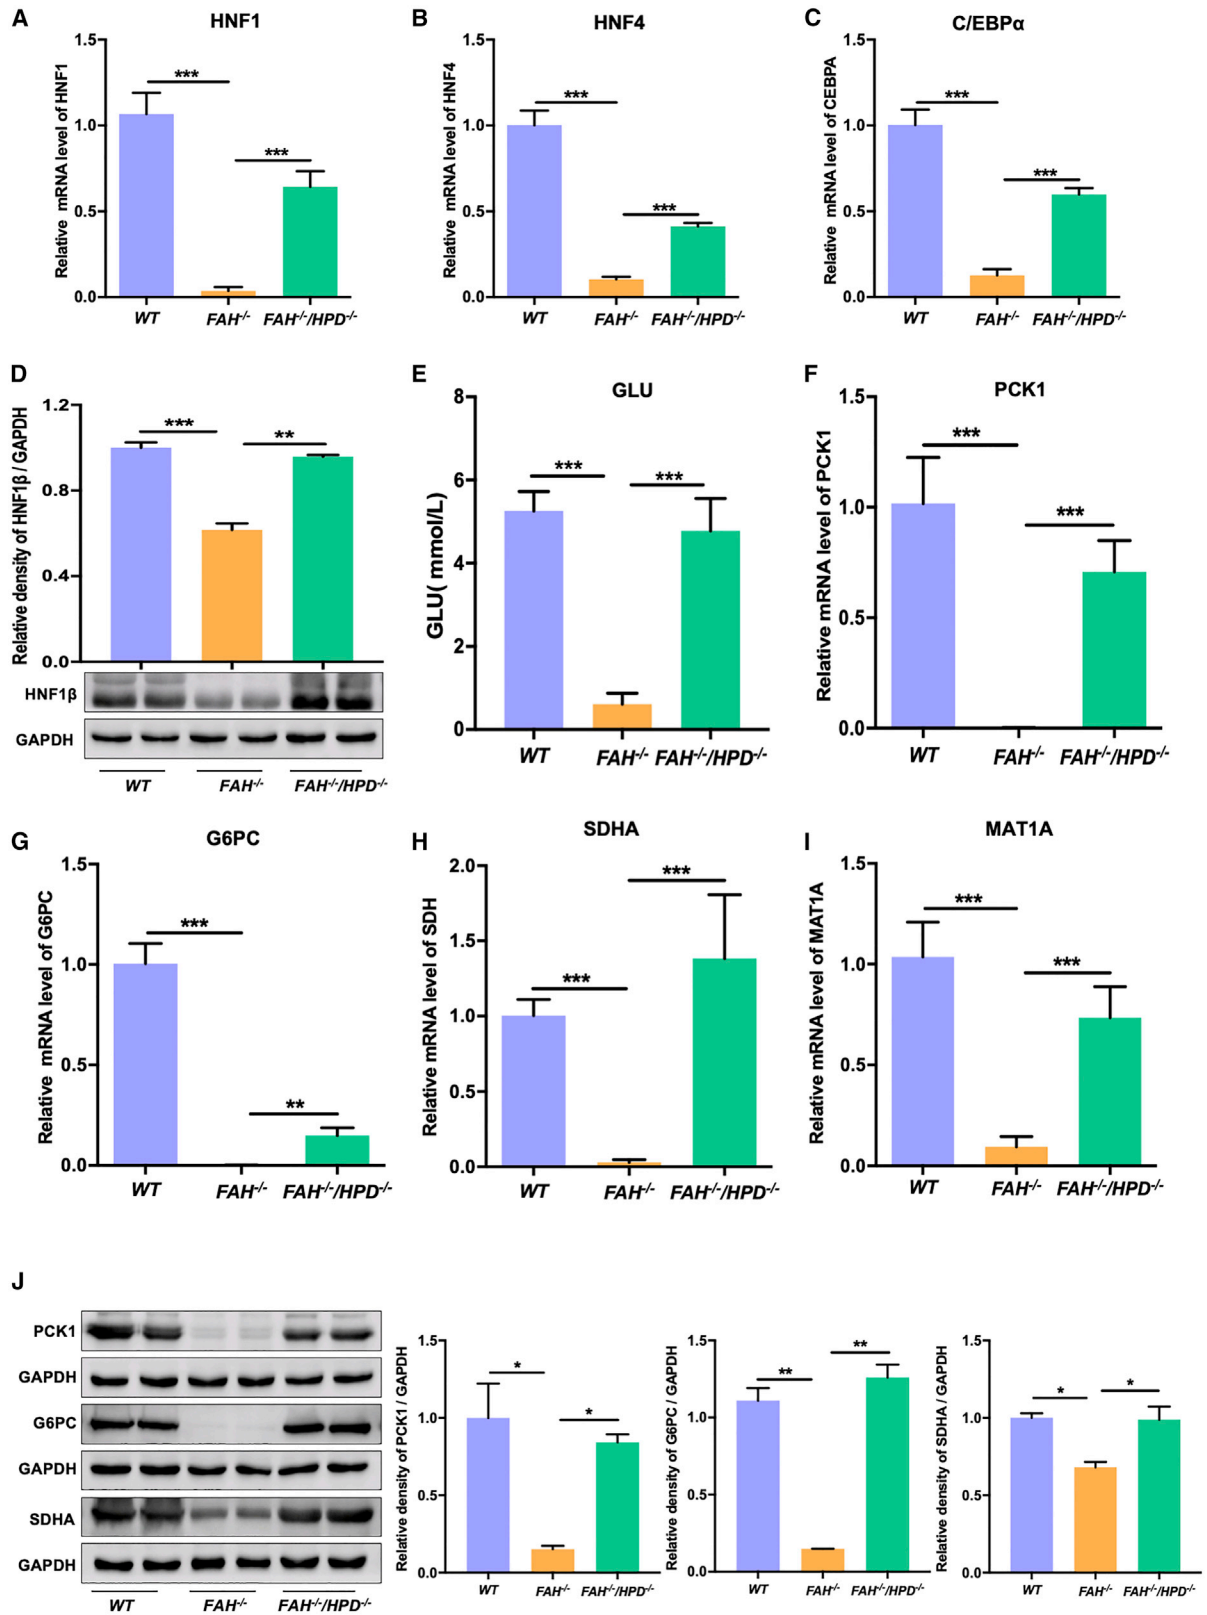 A
HNF1
Relative mRNA level of HNF1
1.5
1.0
0.5
0.0
***
***
WT
FAH-/-
FAH-/-/HPD-/-
B
HNF4
Relative mRNA level of HNF4
1.5
1.0
0.5
0.0
***
***
WT
FAH-/-
FAH-/-/HPD-/-
C
C/EBPα
Relative mRNA level of CEBPA
1.5
1.0
0.5
0.0
***
***
WT
FAH-/-
FAH-/-/HPD-/-
D
Relative density of HNF1β / GAPDH
1.2
0.8
0.4
0.0
***
**
HNF1β
GAPDH
WT
FAH-/-
FAH-/-/HPD-/-
E
GLU
GLU( mmol/L)
8
6
4
2
0
***
***
WT
FAH-/-
FAH-/-/HPD-/-
F
PCK1
Relative mRNA level of PCK1
1.5
1.0
0.5
0.0
***
***
WT
FAH-/-
FAH-/-/HPD-/-
G
G6PC
Relative mRNA level of G6PC
1.5
1.0
0.5
0.0
***
**
WT
FAH-/-
FAH-/-/HPD-/-
H
SDHA
Relative mRNA level of SDH
2.0
1.5
1.0
0.5
0.0
***
***
WT
FAH-/-
FAH-/-/HPD-/-
I
MAT1A
Relative mRNA level of MAT1A
1.5
1.0
0.5
0.0
***
***
WT
FAH-/-
FAH-/-/HPD-/-
J
PCK1
GAPDH
G6PC
GAPDH
SDHA
GAPDH
WT
FAH-/-
FAH-/-/HPD-/-
Relative density of PCK1 / GAPDH
1.5
1.0
0.5
0.0
*
*
WT
FAH-/-
FAH-/-/HPD-/-
Relative density of G6PC / GAPDH
1.5
1.0
0.5
0.0
**
**
WT
FAH-/-
FAH-/-/HPD-/-
Relative density of SDHA / GAPDH
1.5
1.0
0.5
0.0
*
*
WT
FAH-/-
FAH-/-/HPD-/-